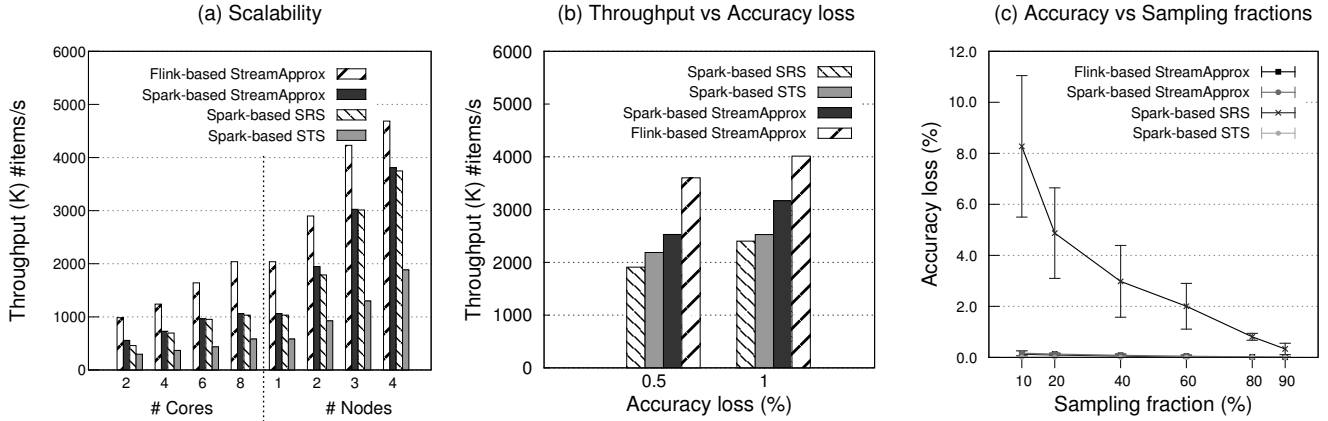 (a) Scalability
Throughput (K) #items/s
6000
5000
4000
3000
2000
1000
0
Flink-based StreamApprox
Spark-based StreamApprox
Spark-based SRS
Spark-based STS
2 4 6 8 1 2 3 4
# Cores # Nodes
(b) Throughput vs Accuracy loss
Throughput (K) #items/s
6000
5000
4000
3000
2000
1000
0
Spark-based SRS
Spark-based STS
Spark-based StreamApprox
Flink-based StreamApprox
0.5 1
Accuracy loss (%)
(c) Accuracy vs Sampling fractions
Accuracy loss (%)
12.0
10.0
8.0
6.0
4.0
2.0
0.0
Flink-based StreamApprox
Spark-based StreamApprox
Spark-based SRS
Spark-based STS
10 20 40 60 80 90
Sampling fraction (%)